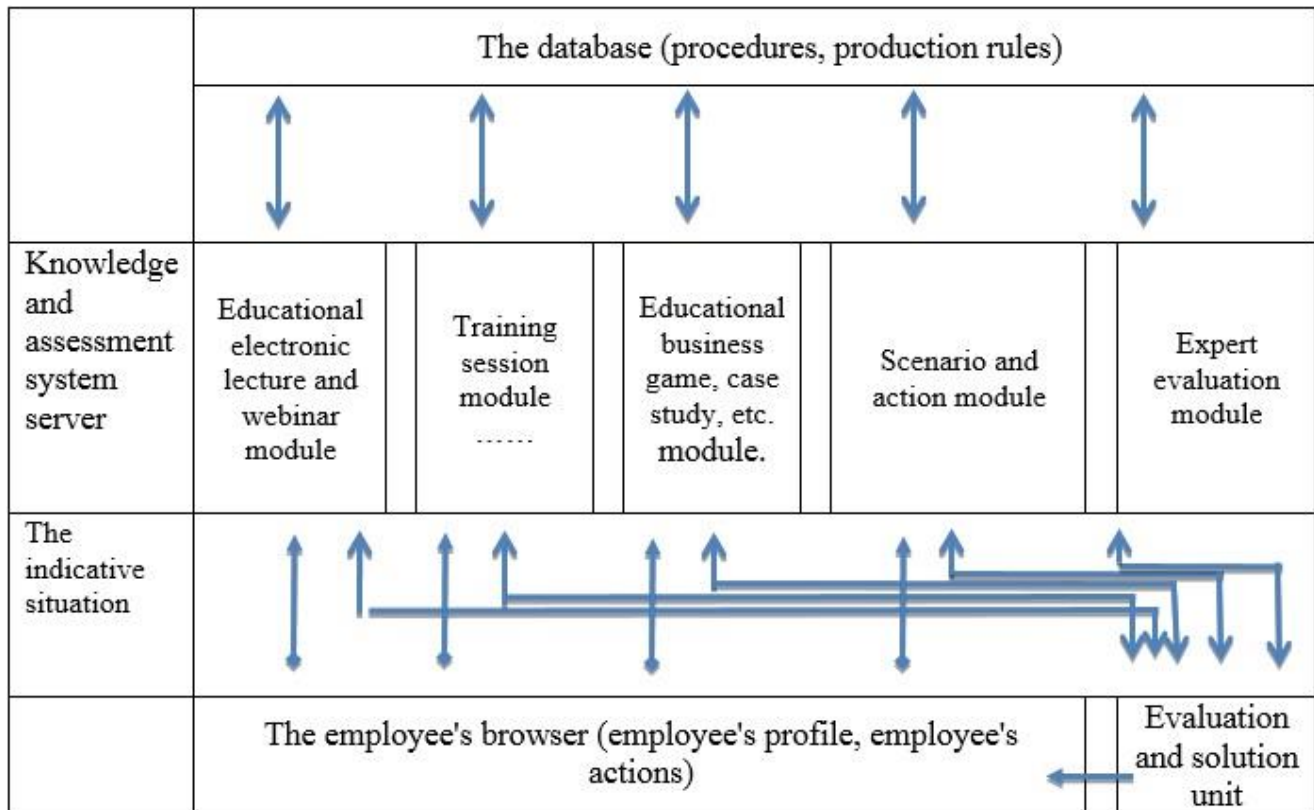 The database (procedures, production rules)
Knowledge
and
assessment
system
server
Educational
electronic
lecture and
webinar
module
Training
session
module
……
Educational
business
game, case
study, etc.
module.
Scenario and
action module
Expert
evaluation
module
The
indicative
situation
The employee's browser (employee's profile, employee's
actions)
Evaluation
and solution
unit